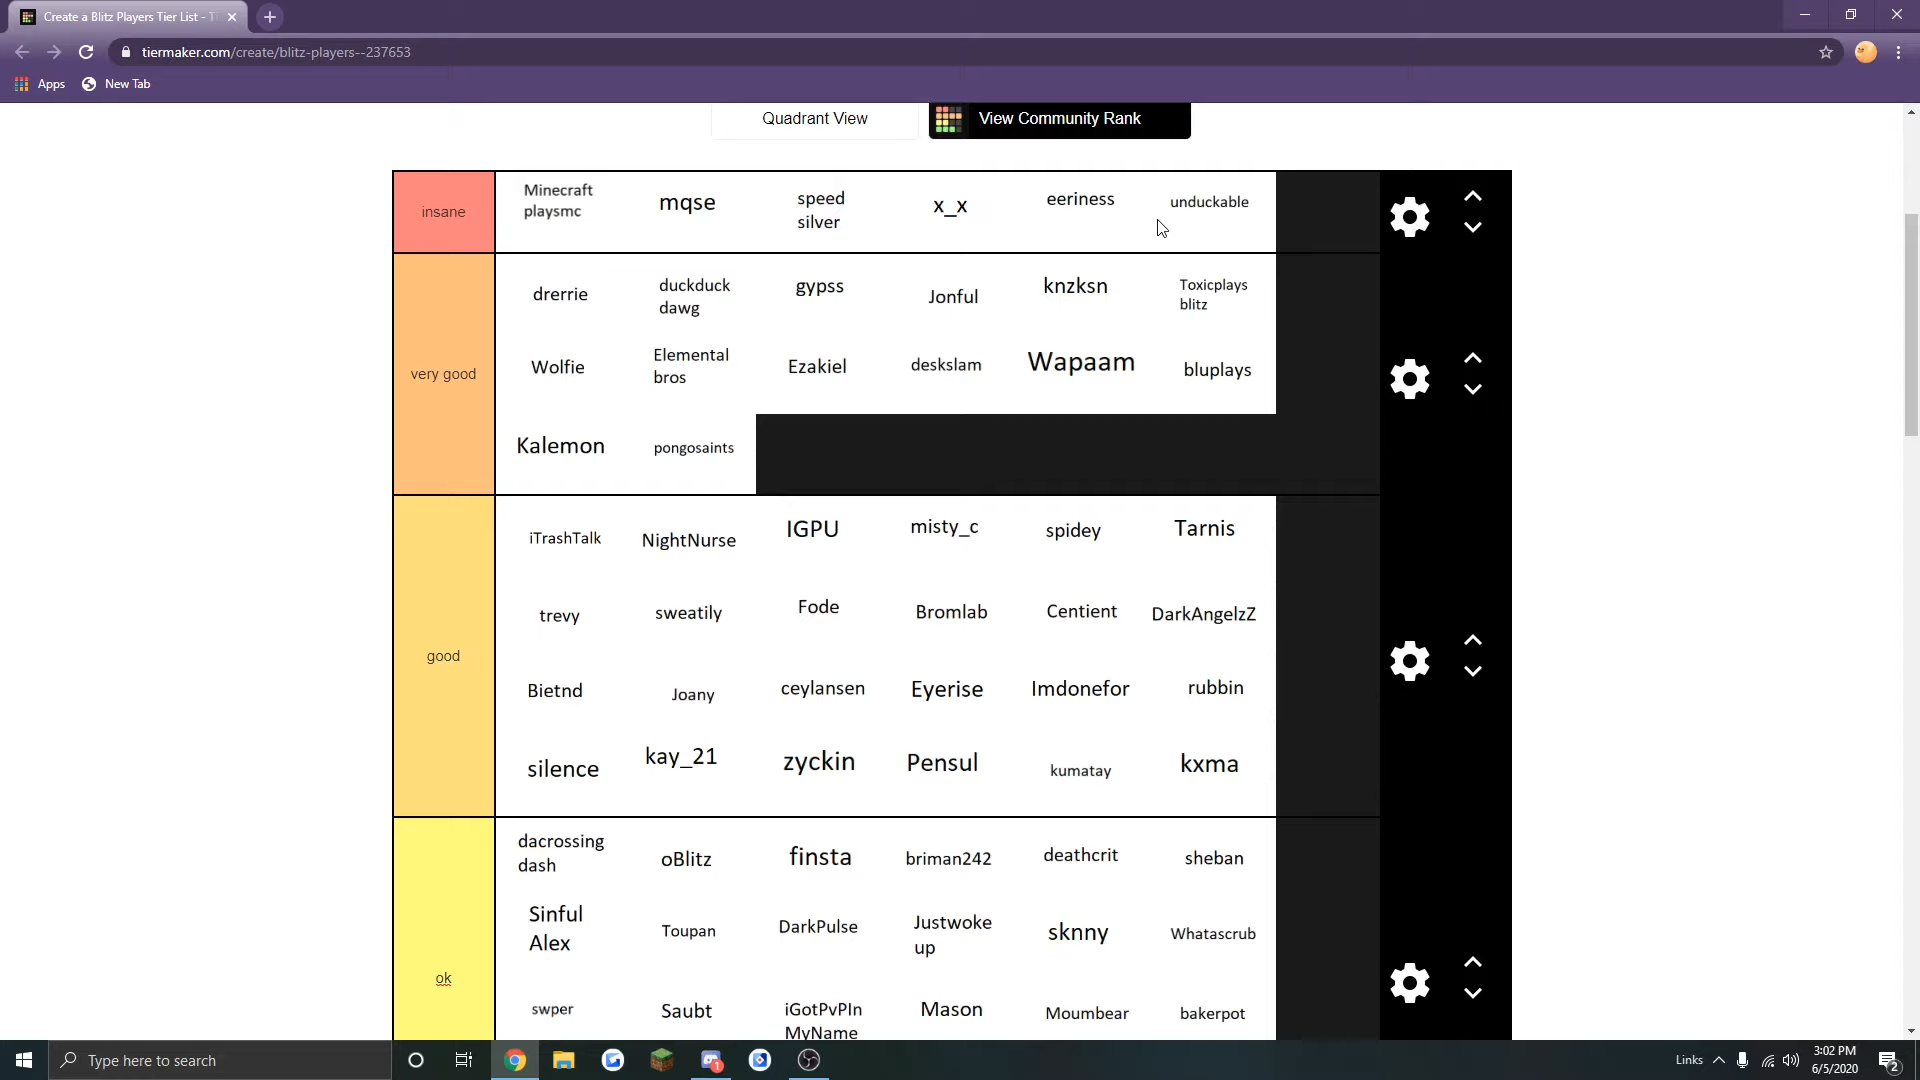 Create a Blitz Players Tier List - T
tiermaker.com/create/blitz-players--237653
Apps New Tab
Quadrant View View Community Rank
insane
Minecraft
playsmc
mqse
speed
silver
x_x
eeriness
unduckable
very good
drerrie
duckduck
dawg
gypss
Jonful
knzksn
Toxicplays
blitz
Wolfie
Elemental
bros
Ezakiel
deskslam
Wapaam
bluplays
Kalemon
pongosaints
good
iTrashTalk
NightNurse
IGPU
misty_c
spidey
Tarnis
trevy
sweatily
Fode
Bromlab
Centient
DarkAngelzZ
Bietnd
Joany
ceylansen
Eyerise
Imdonefor
rubbin
silence
kay_21
zyckin
Pensul
kumatay
kxma
ok
dacrossing
dash
oBlitz
finsta
briman242
deathcrit
sheban
Sinful
Alex
Toupan
DarkPulse
Justwoke
up
sknny
Whatascrub
swper
Saubt
iGotPvPIn
MyName
Mason
Moumbear
bakerpot
Type here to search
1
Links
3:02 PM
6/5/2020
2